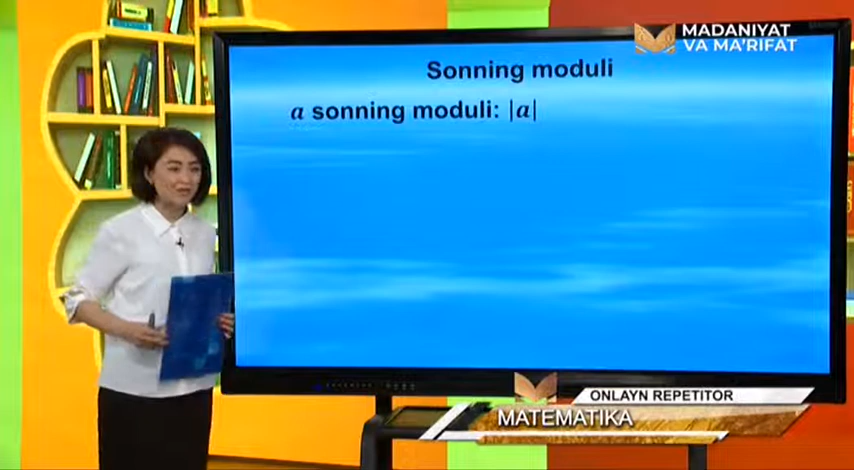 MADANIYAT
VA MA'RIFAT
Sonning moduli
a sonning moduli: |a|
ONLAYN REPETITOR
MATEMATIKA